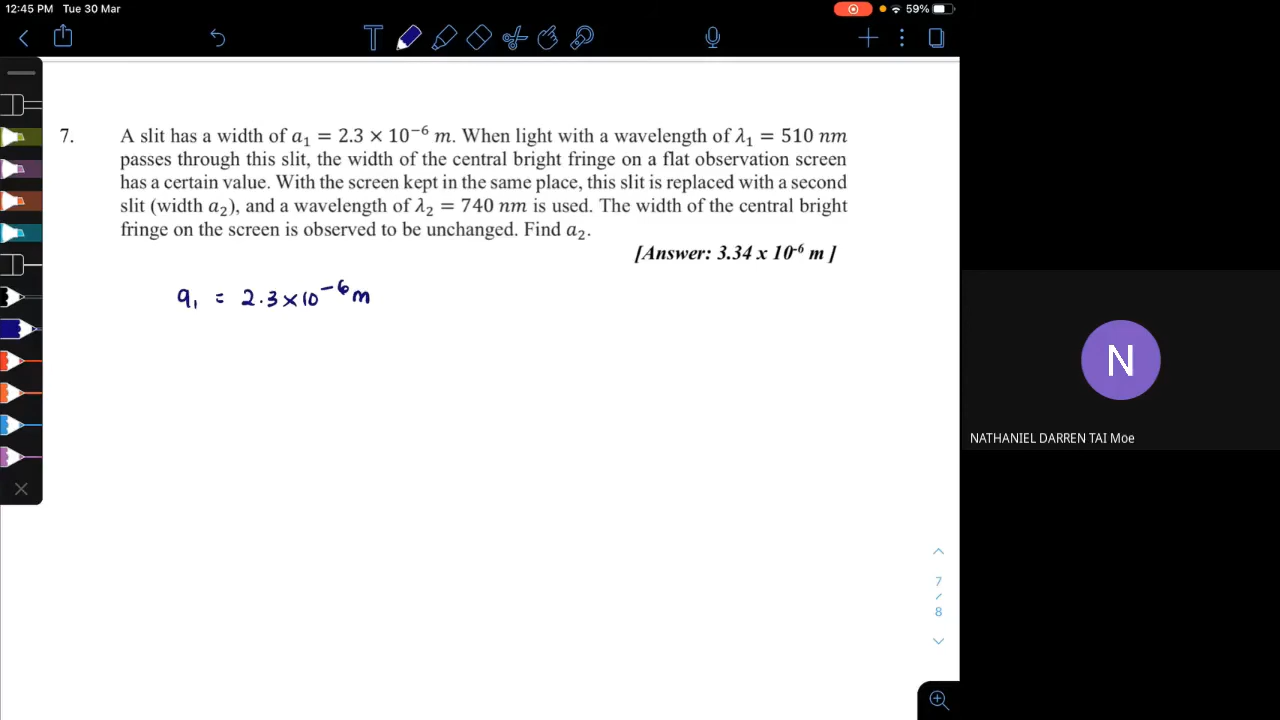 12:45 PM Tue 30 Mar
59%
7. A slit has a width of a₁ = 2.3 × 10⁻⁶ m. When light with a wavelength of λ₁ = 510 nm
passes through this slit, the width of the central bright fringe on a flat observation screen
has a certain value. With the screen kept in the same place, this slit is replaced with a second
slit (width a₂), and a wavelength of λ₂ = 740 nm is used. The width of the central bright
fringe on the screen is observed to be unchanged. Find a₂.
[Answer: 3.34 x 10⁻⁶ m ]
a₁ = 2.3 × 10⁻⁶ m
N
NATHANIEL DARREN TAI Moe
7
/
8